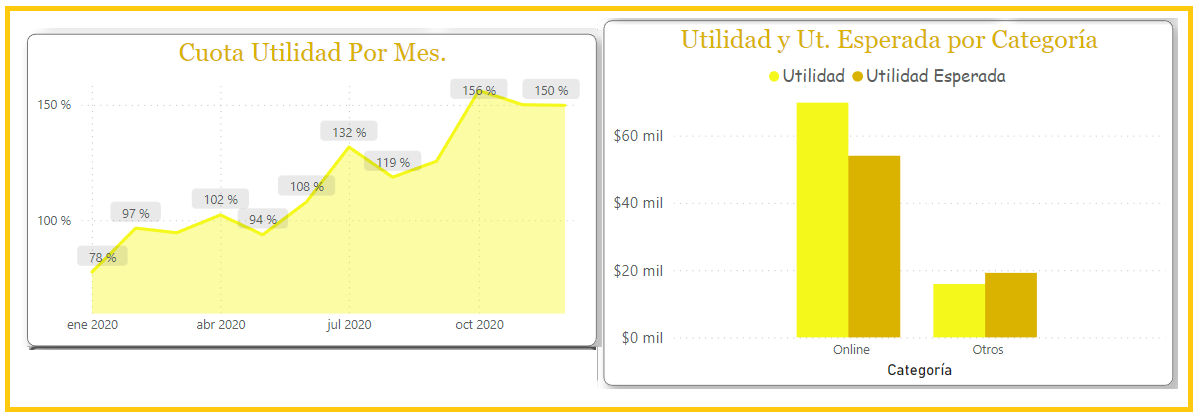 Cuota Utilidad Por Mes.
150 %
100 %
78 %
97 %
102 %
94 %
108 %
132 %
119 %
156 %
150 %
ene 2020
abr 2020
jul 2020
oct 2020
Utilidad y Ut. Esperada por Categoría
Utilidad Utilidad Esperada
$60 mil
$40 mil
$20 mil
$0 mil
Online
Otros
Categoría